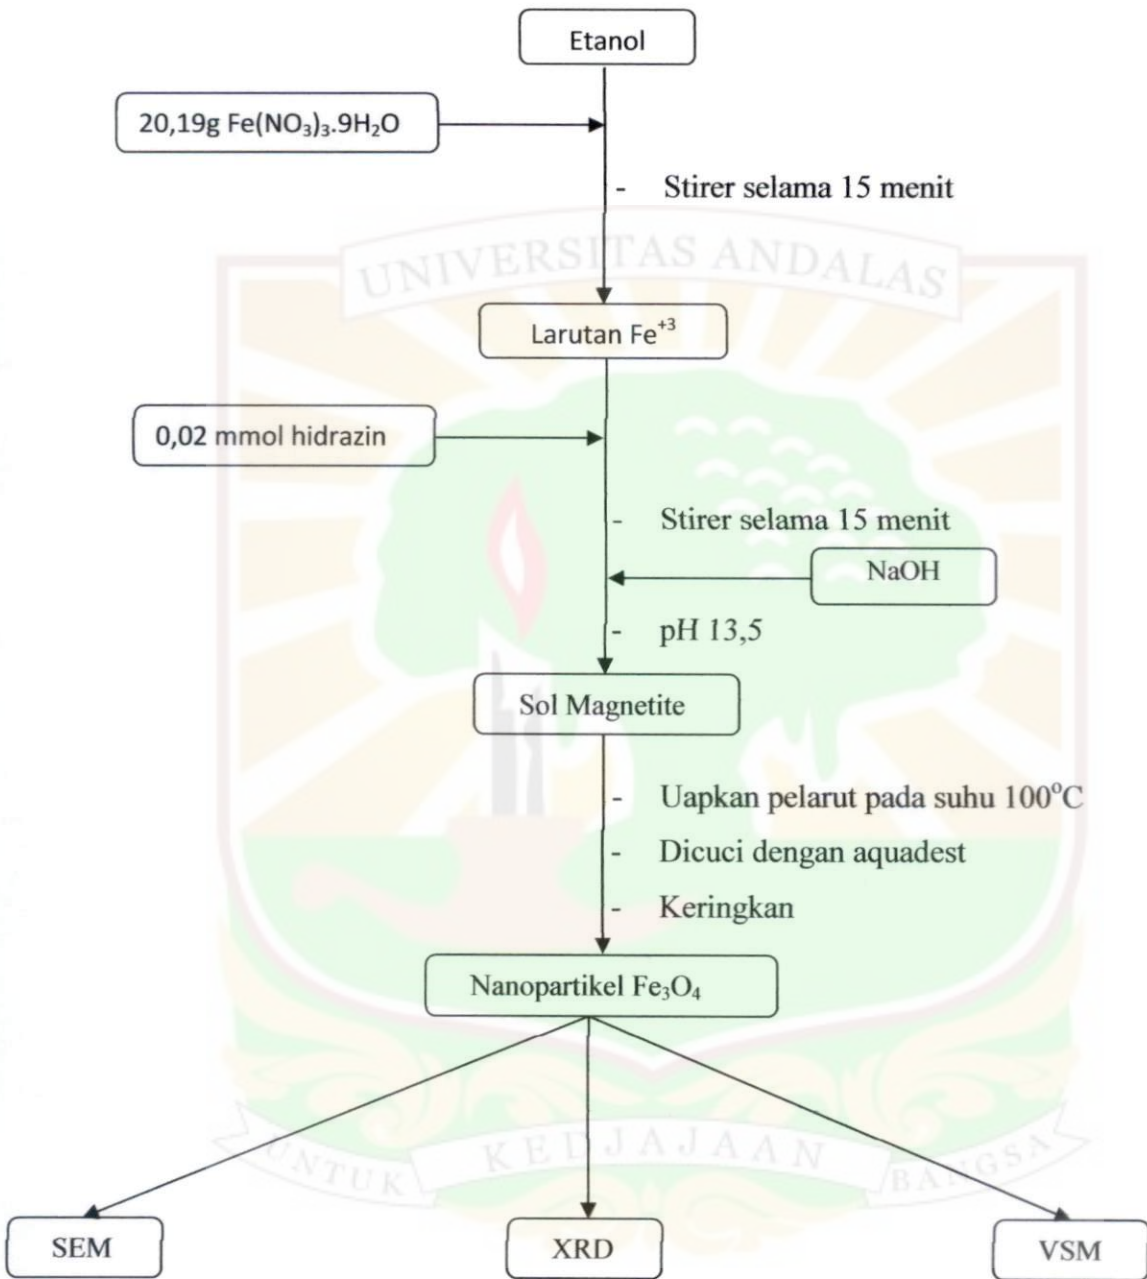 Etanol
20,19g Fe(NO₃)₃.9H₂O
- Stirer selama 15 menit
UNIVERSITAS ANDALAS
Larutan Fe⁺³
0,02 mmol hidrazin
- Stirer selama 15 menit
NaOH
- pH 13,5
Sol Magnetite
- Uapkan pelarut pada suhu 100°C
- Dicuci dengan aquadest
- Keringkan
Nanopartikel Fe₃O₄
UNTUK KEDJAJAAN BANGSA
SEM
XRD
VSM